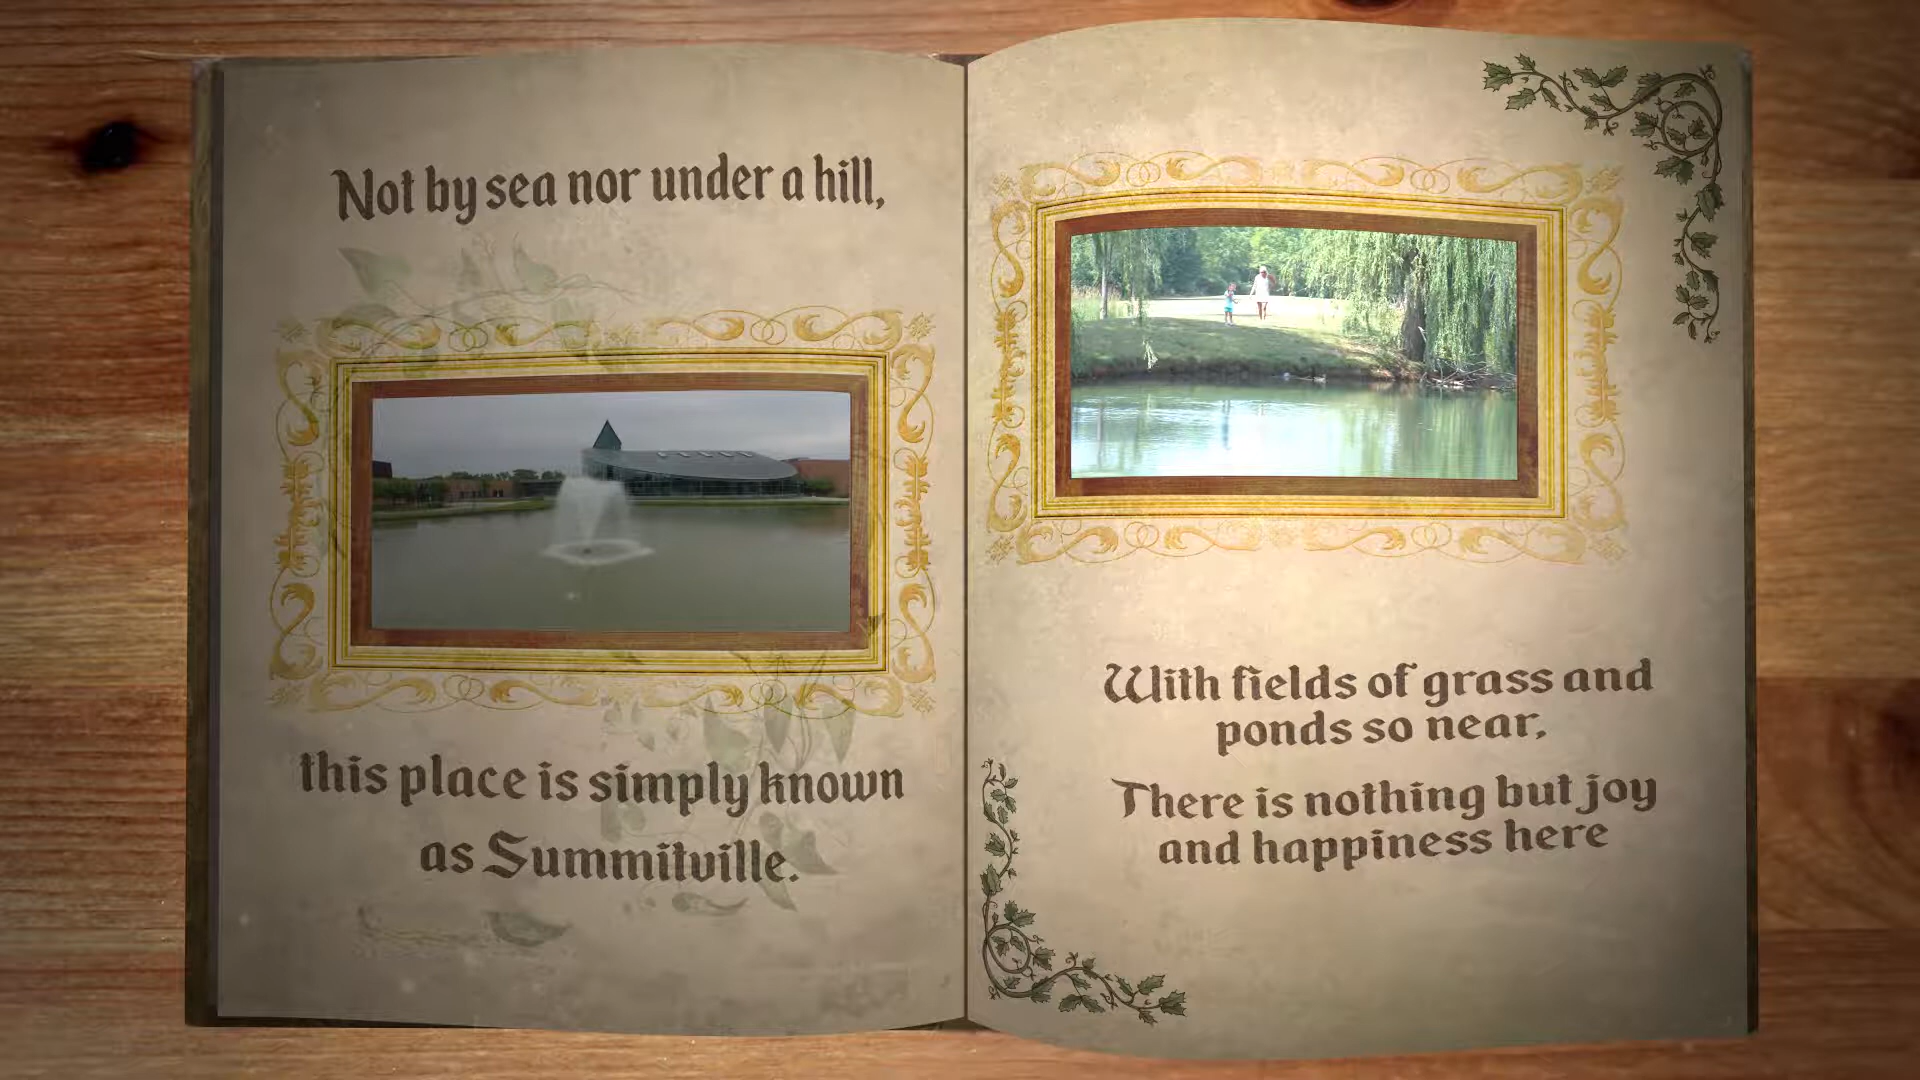 Not by sea nor under a hill,
this place is simply known
as Summitville.
With fields of grass and
ponds so near,
There is nothing but joy
and happiness here